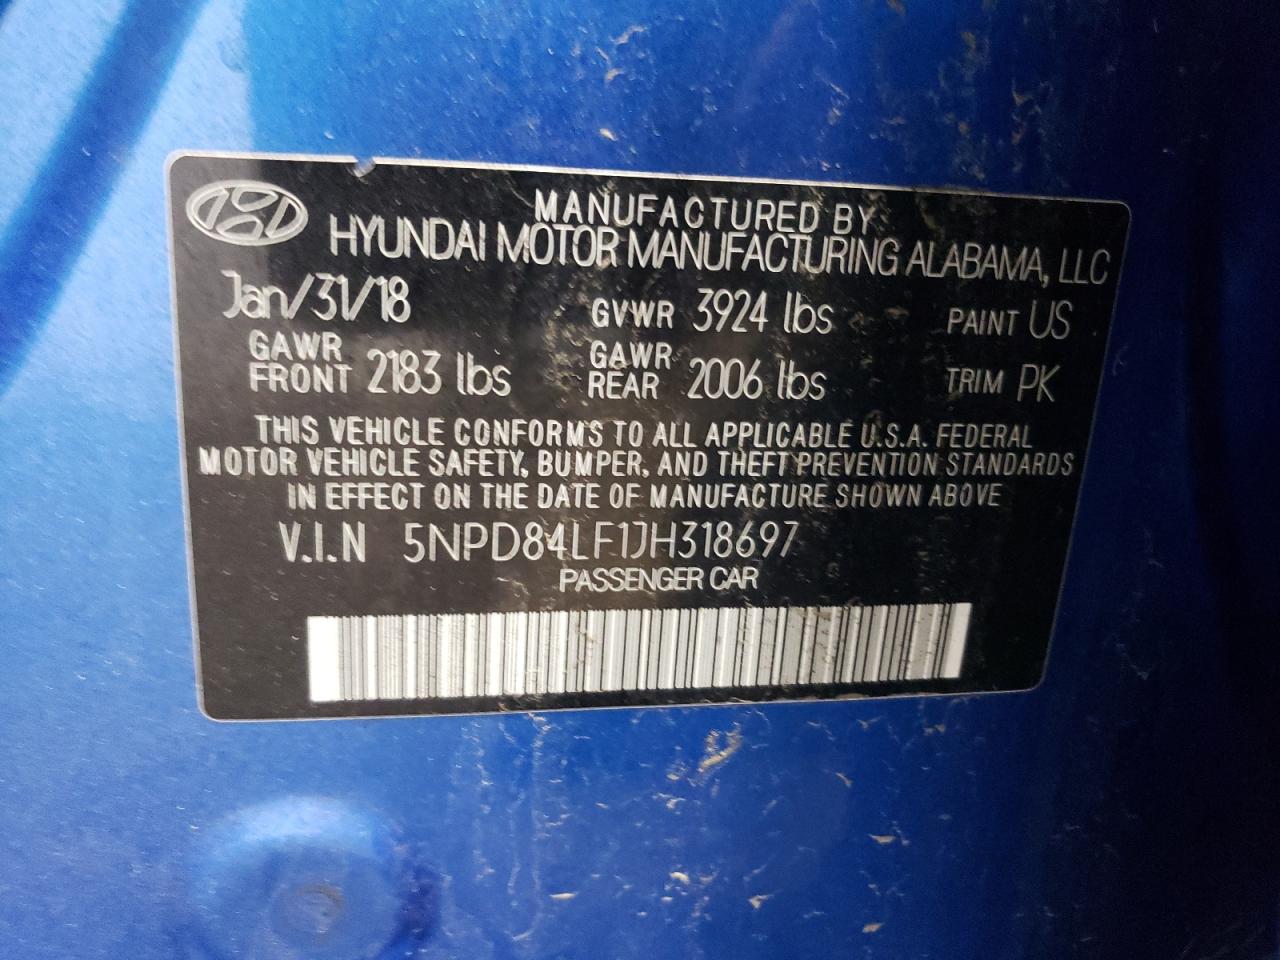 MANUFACTURED BY
HYUNDAI MOTOR MANUFACTURING ALABAMA, LLC
Jan/31/18 GVWR 3924 lbs PAINT US
GAWR FRONT 2183 lbs GAWR REAR 2006 lbs TRIM PK
THIS VEHICLE CONFORMS TO ALL APPLICABLE U.S.A. FEDERAL
MOTOR VEHICLE SAFETY, BUMPER, AND THEFT PREVENTION STANDARDS
IN EFFECT ON THE DATE OF MANUFACTURE SHOWN ABOVE
V.I.N 5NPD84LF1JH318697
PASSENGER CAR